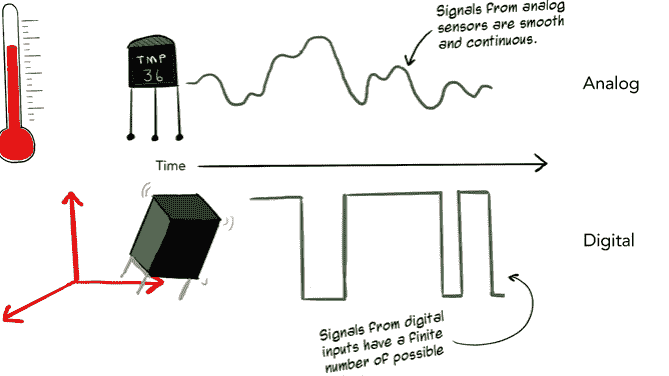 Signals from analog
sensors are smooth
and continuous.
TMP
36
Analog
Time
Digital
Signals from digital
inputs have a finite
number of possible